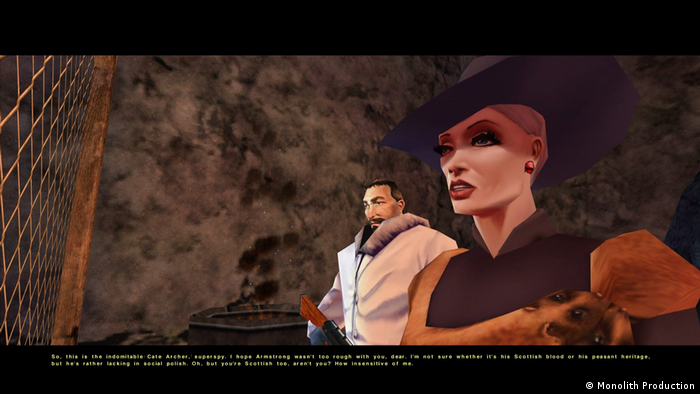 So, this is the indomitable Cate Archer, superspy. I hope Armstrong wasn't too rough with you, dear. I'm not sure whether it's his Scottish blood or his peasant heritage,
but he's rather lacking in social polish. Oh, but you're Scottish too, aren't you? How insensitive of me.
© Monolith Production